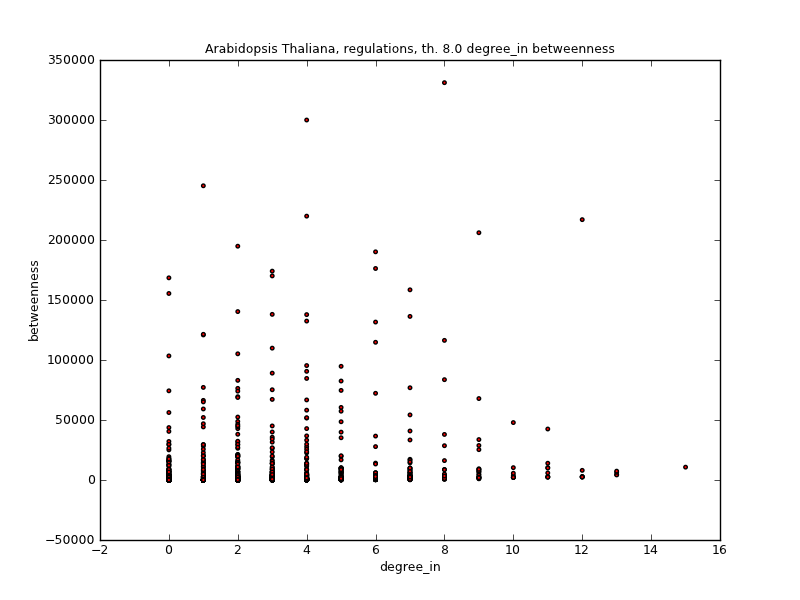 Arabidopsis Thaliana, regulations, th. 8.0 degree_in betweenness
350000
300000
250000
200000
150000
100000
50000
0
−50000
betweenness
−2 0 2 4 6 8 10 12 14 16
degree_in